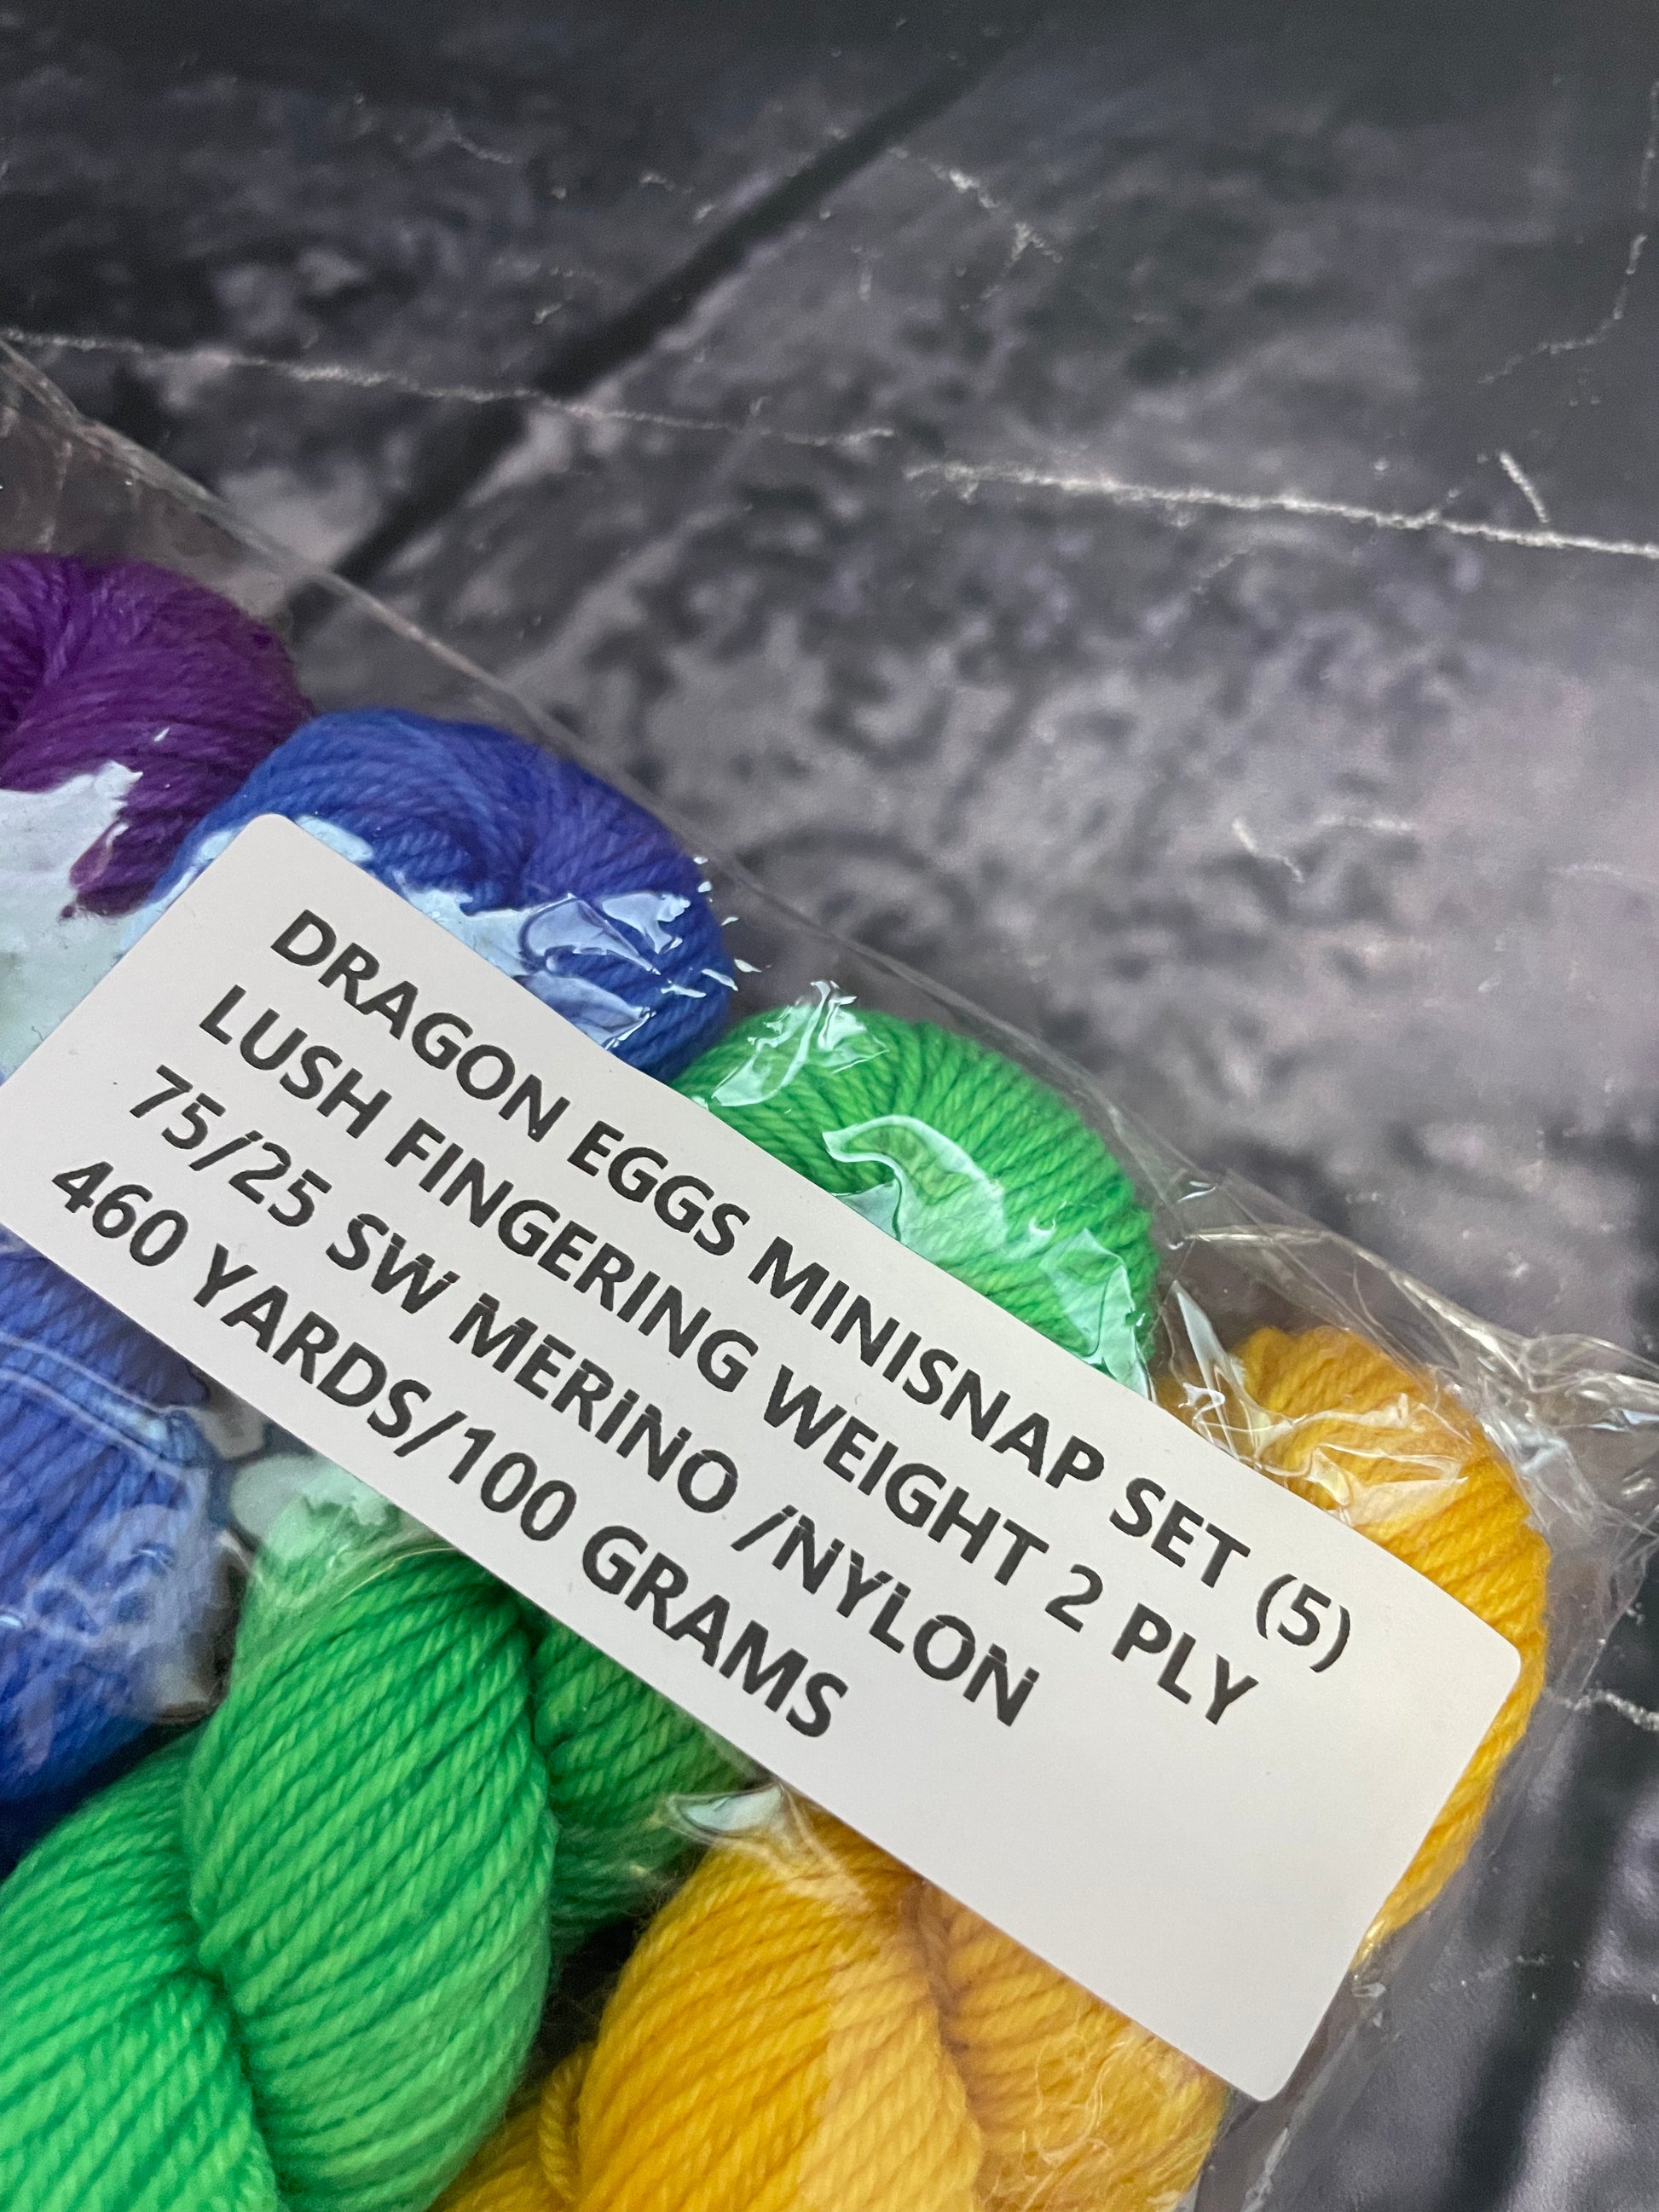 DRAGON EGGS MINISNAP SET (5)
LUSH FINGERING WEIGHT 2 PLY
75/25 SW MERINO /NYLON
460 YARDS/100 GRAMS